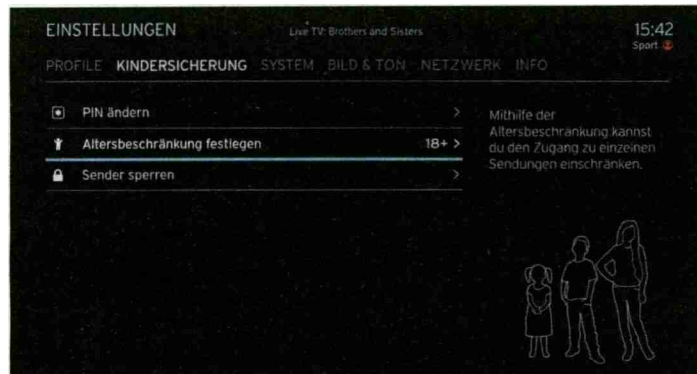 EINSTELLUNGEN
Live TV: Brothers and Sisters
15:42
Sport
PROFILE KINDERSICHERUNG SYSTEM BILD & TON NETZWERK INFO
PIN ändern >
Altersbeschränkung festlegen 18+ >
Sender sperren >
Mithilfe der
Altersbeschränkung kannst
du den Zugang zu einzelnen
Sendungen einschränken.